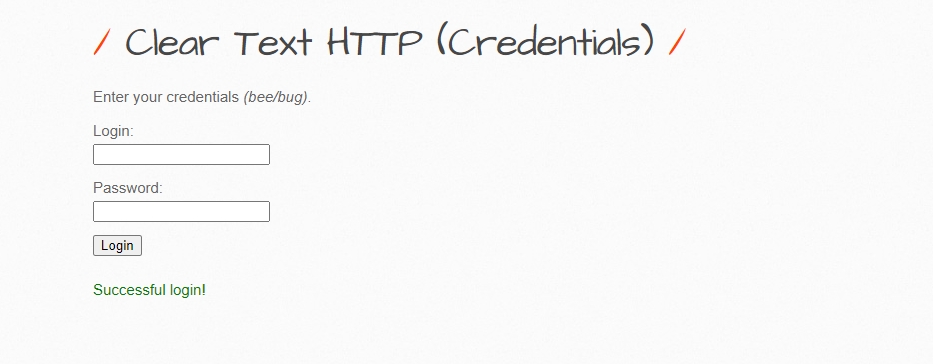 / Clear Text HTTP (Credentials) /
Enter your credentials (bee/bug).
Login:
Password:
Login
Successful login!